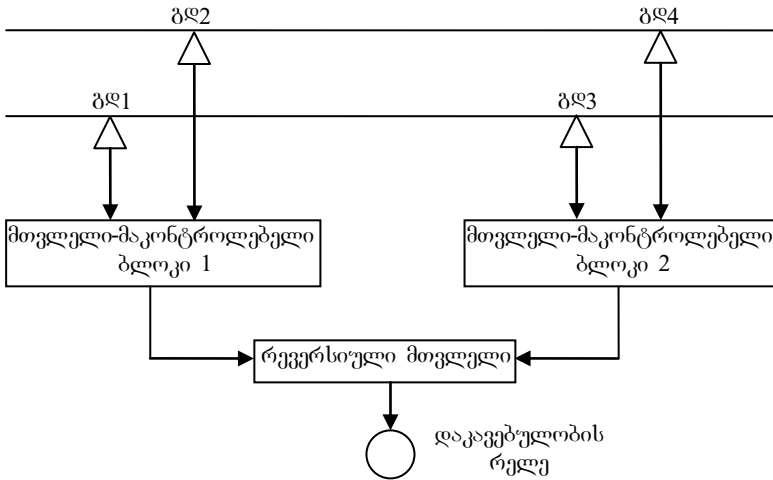 გდ2
გდ4
გდ1
გდ3
მთვლელი-მაკონტროლებელი
ბლოკი 1
მთვლელი-მაკონტროლებელი
ბლოკი 2
რევერსიული მთვლელი
დაკავებულობის
რელე